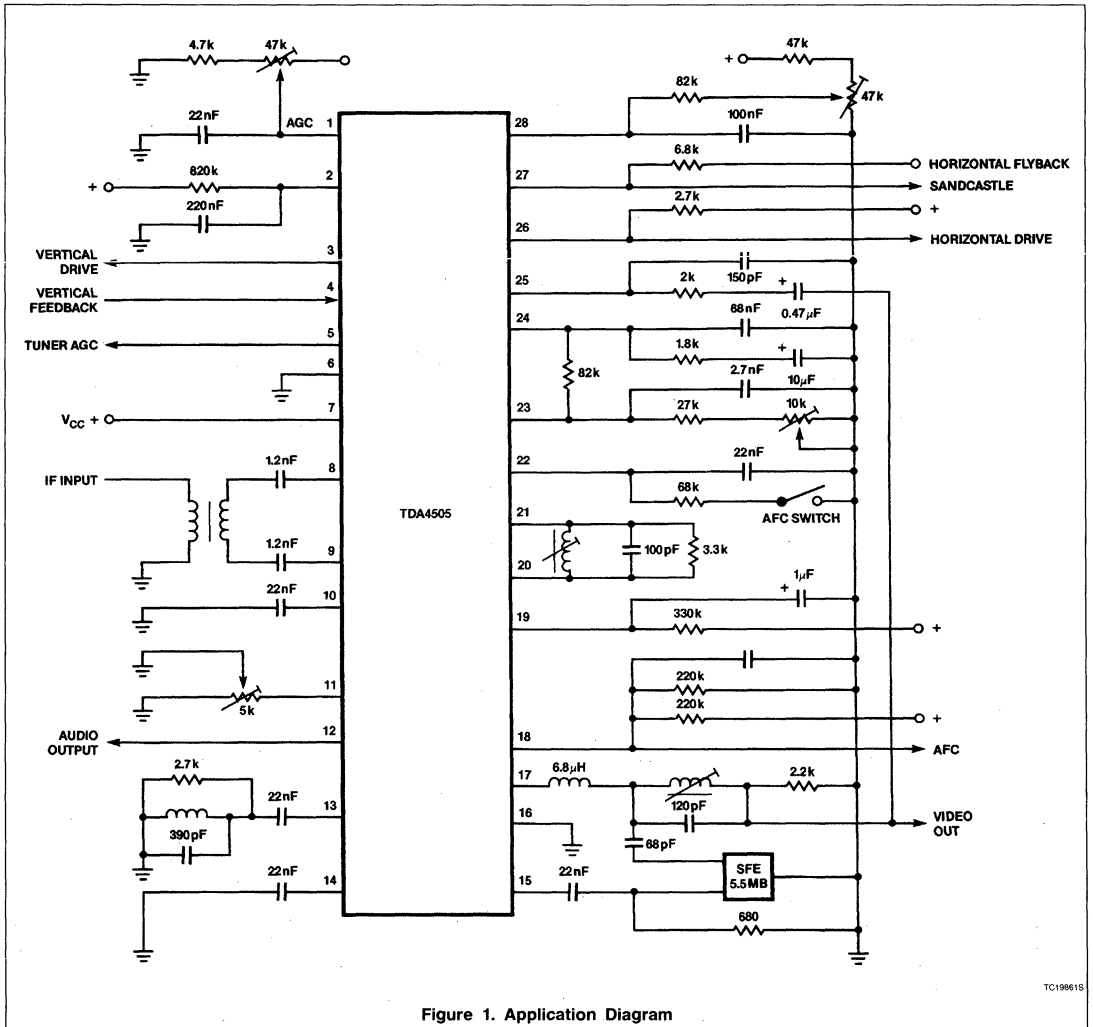 4.7k
47k
22nF
AGC
1
+
820k
2
220nF
VERTICAL
DRIVE
3
VERTICAL
FEEDBACK
4
TUNER AGC
5
6
VCC +
7
IF INPUT
1.2nF
8
1.2nF
9
22nF
10
5k
11
AUDIO
OUTPUT
12
2.7k
390pF
22nF
13
22nF
14
TDA4505
+
47k
82k
47k
28
100nF
6.8k
HORIZONTAL FLYBACK
27
SANDCASTLE
2.7k
+
26
HORIZONTAL DRIVE
25
150pF
2k
+
0.47μF
24
68nF
1.8k
+
10μF
82k
2.7nF
23
27k
10k
22
22nF
68k
AFC SWITCH
21
100pF
3.3k
20
+
1μF
19
330k
+
220k
220k
+
18
AFC
17
6.8μH
2.2k
120pF
VIDEO
OUT
16
68pF
SFE
5.5MB
15
22nF
680
TC19861S
Figure 1. Application Diagram